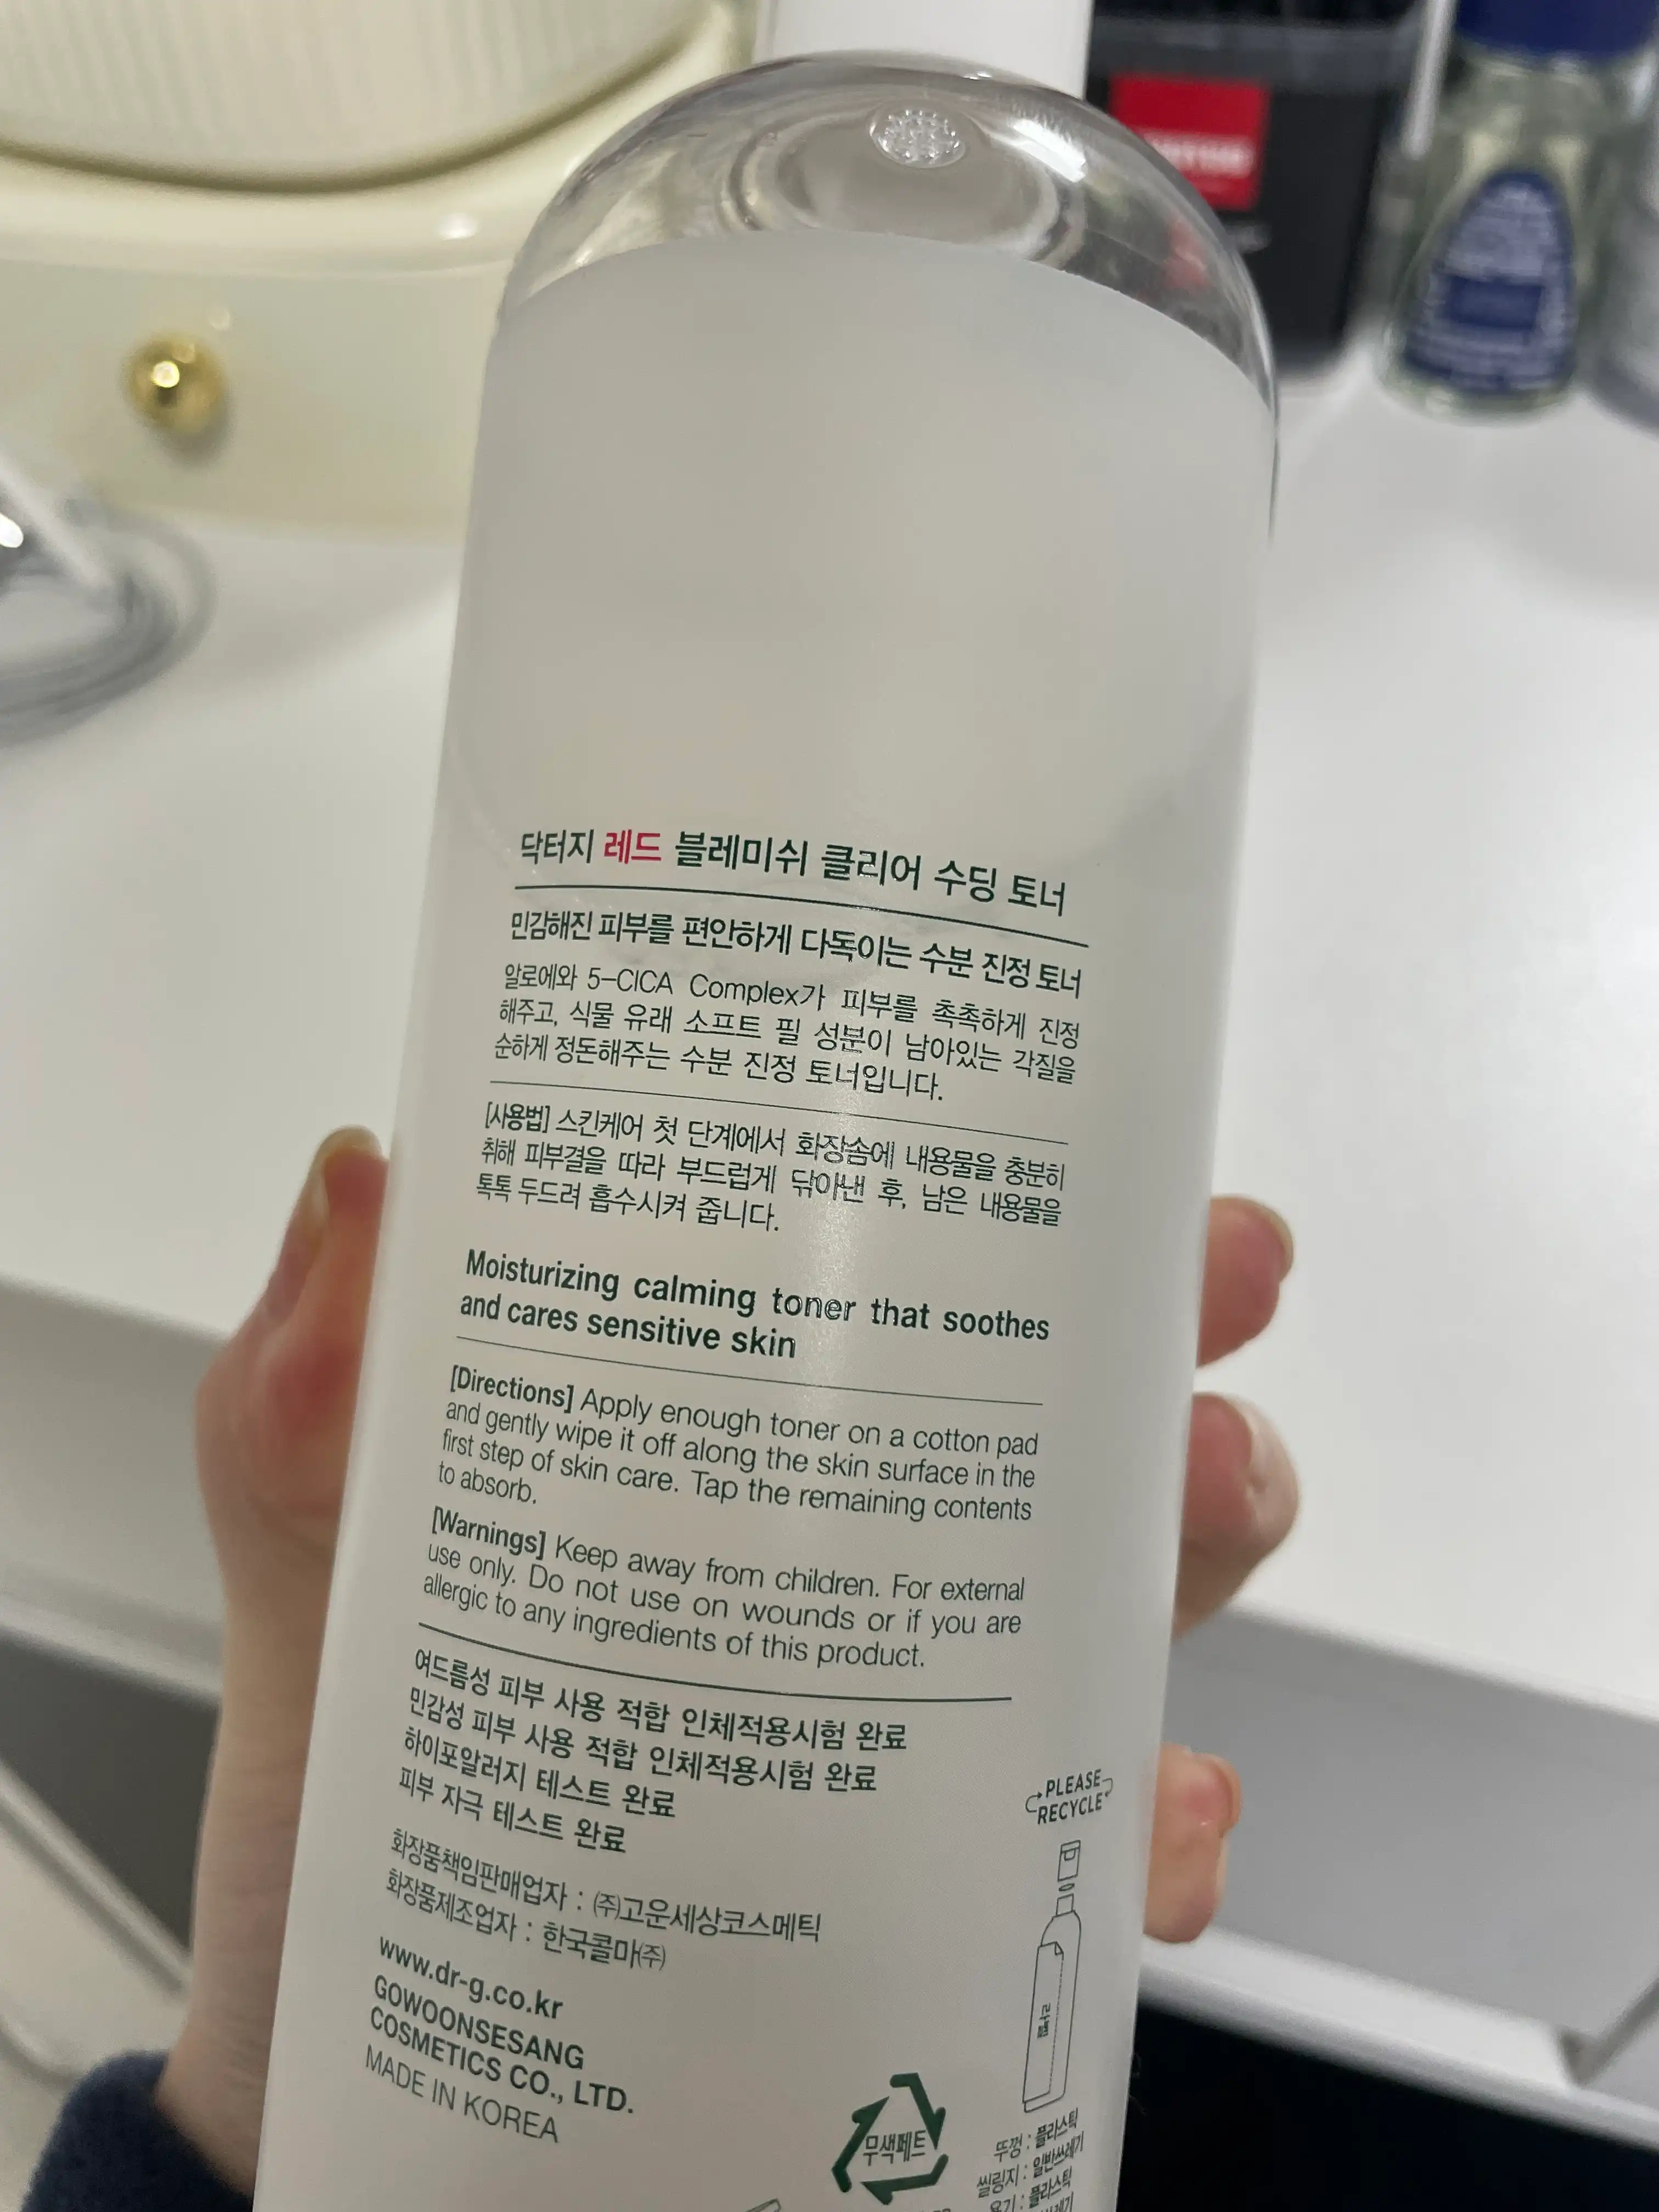 닥터지 레드 블레미쉬 클리어 수딩 토너
민감해진 피부를 편안하게 다독이는 수분 진정 토너
알로에와 5-CICA Complex가 피부를 촉촉하게 진정
해주고, 식물 유래 소프트 필 성분이 남아있는 각질을
순하게 정돈해주는 수분 진정 토너입니다.
[사용법] 스킨케어 첫 단계에서 화장솜에 내용물을 충분히
취해 피부결을 따라 부드럽게 닦아낸 후, 남은 내용물을
톡톡 두드려 흡수시켜 줍니다.
Moisturizing calming toner that soothes
and cares sensitive skin
[Directions] Apply enough toner on a cotton pad
and gently wipe it off along the skin surface in the
first step of skin care. Tap the remaining contents
to absorb.
[Warnings] Keep away from children. For external
use only. Do not use on wounds or if you are
allergic to any ingredients of this product.
여드름성 피부 사용 적합 인체적용시험 완료
민감성 피부 사용 적합 인체적용시험 완료
하이포알러지 테스트 완료
피부 자극 테스트 완료
화장품책임판매업자 : ㈜고운세상코스메틱
화장품제조업자 : 한국콜마㈜
www.dr-g.co.kr
GOWOONSESANG
COSMETICS CO., LTD.
MADE IN KOREA
PLEASE
RECYCLE
라벨
무색페트
뚜껑 : 플라스틱
씰링지 : 일반쓰레기
용기 : 플라스틱